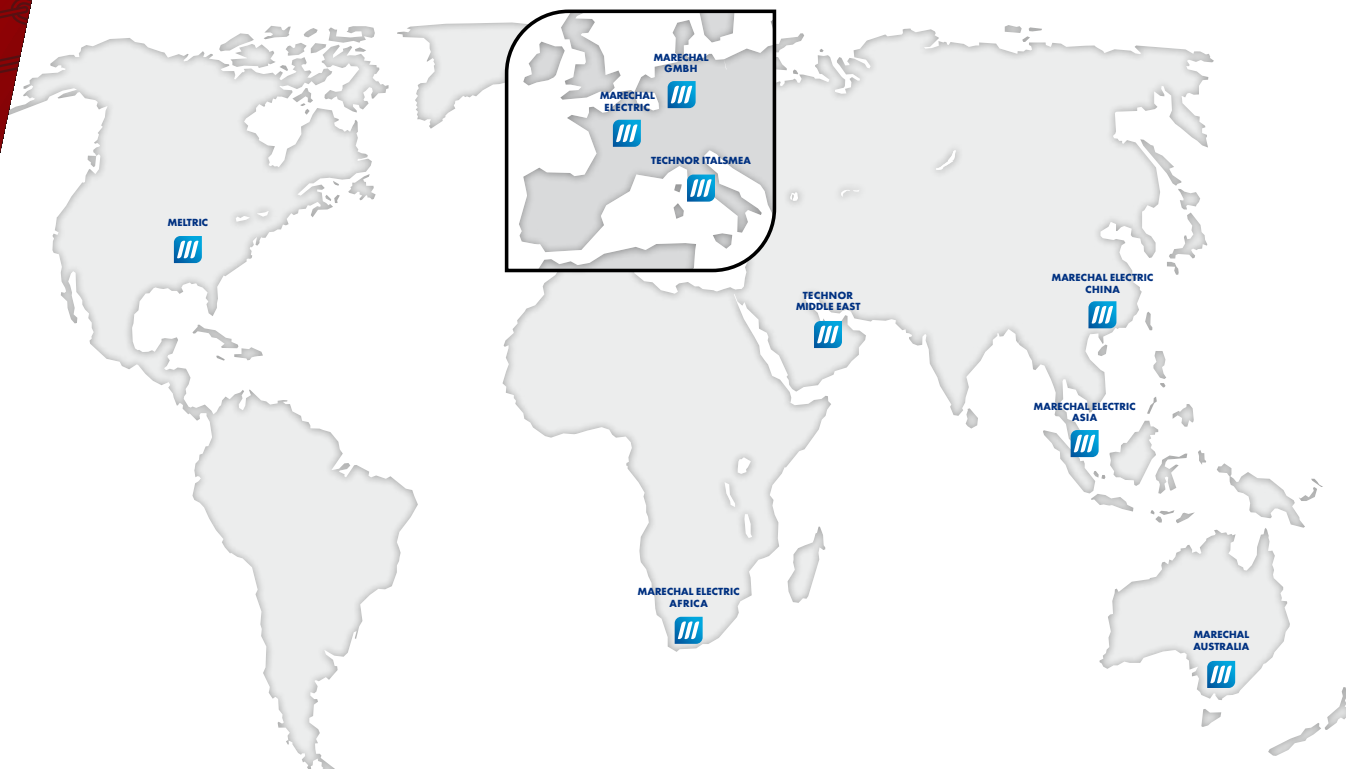 MARECHAL
GMBH
MARECHAL
ELECTRIC
TECHNOR ITALSMEA
MELTRIC
MARECHAL ELECTRIC
CHINA
TECHNOR
MIDDLE EAST
MARECHAL ELECTRIC
ASIA
MARECHAL ELECTRIC
AFRICA
MARECHAL
AUSTRALIA